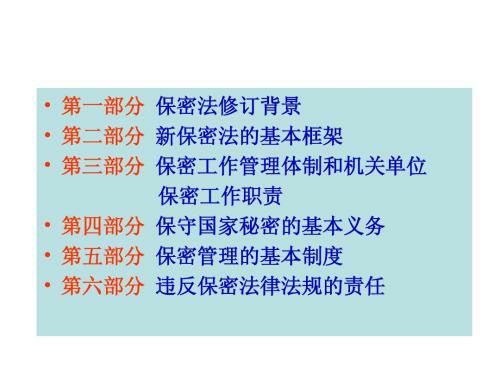 • 第一部分 保密法修订背景
• 第二部分 新保密法的基本框架
• 第三部分 保密工作管理体制和机关单位
保密工作职责
• 第四部分 保守国家秘密的基本义务
• 第五部分 保密管理的基本制度
• 第六部分 违反保密法律法规的责任